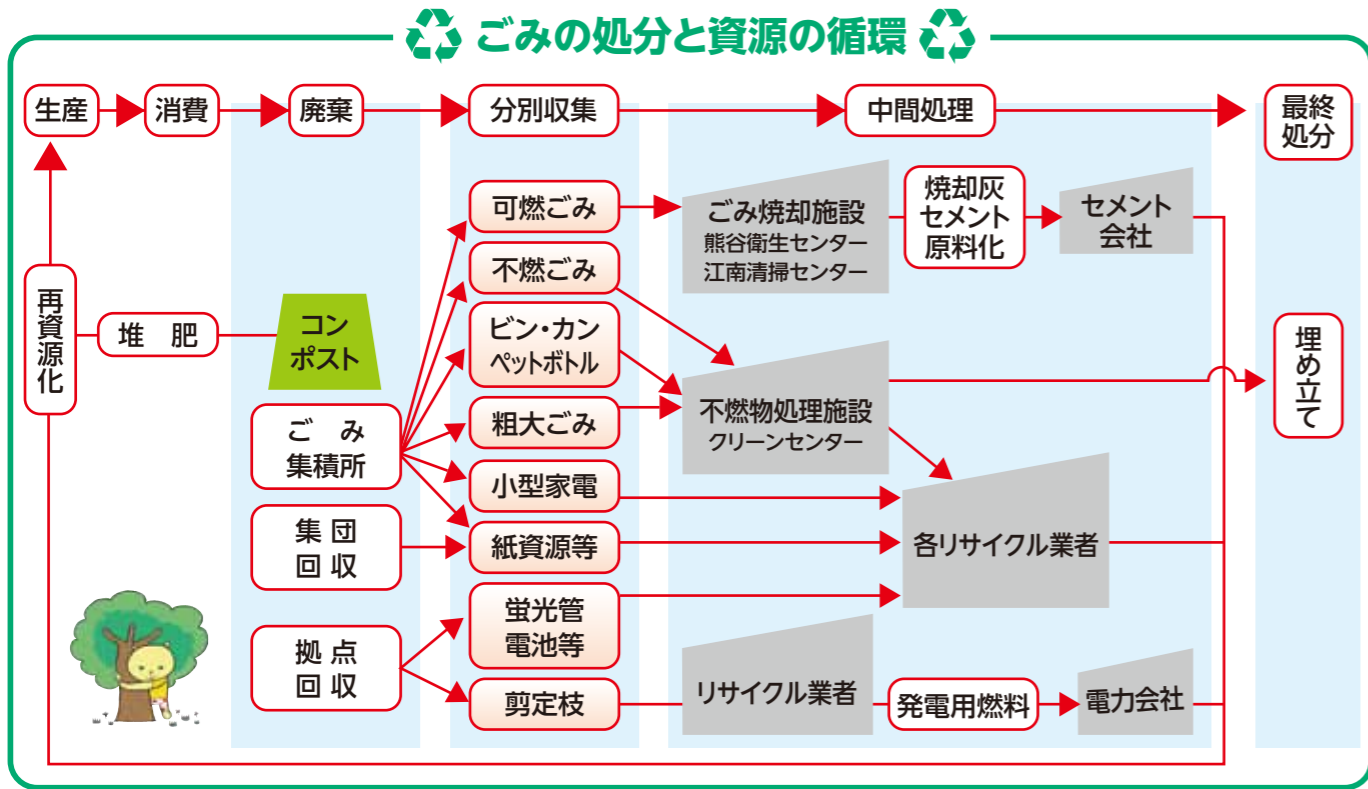 ごみの処分と資源の循環
生産
消費
廃棄
分別収集
中間処理
最終
処分
再資源化
堆 肥
コン
ポスト
ご み
集積所
集 団
回 収
拠 点
回 収
可燃ごみ
不燃ごみ
ビン・カン
ペットボトル
粗大ごみ
小型家電
紙資源等
蛍光管
電池等
剪定枝
ごみ焼却施設
熊谷衛生センター
江南清掃センター
焼却灰
セメント
原料化
セメント
会社
不燃物処理施設
クリーンセンター
各リサイクル業者
リサイクル業者
発電用燃料
電力会社
埋め立て